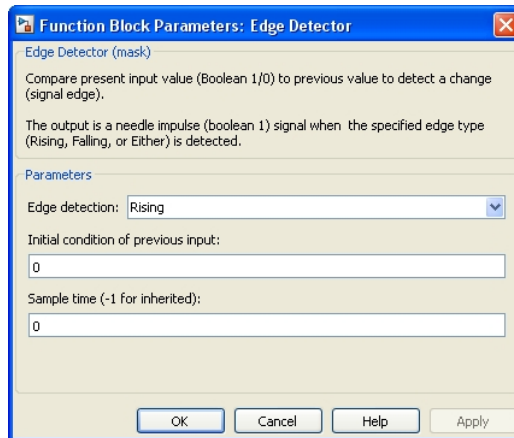 Function Block Parameters: Edge Detector
Edge Detector (mask)
Compare present input value (Boolean 1/0) to previous value to detect a change
(signal edge).
The output is a needle impulse (boolean 1) signal when the specified edge type
(Rising, Falling, or Either) is detected.
Parameters
Edge detection: Rising
Initial condition of previous input:
0
Sample time (-1 for inherited):
0
OK Cancel Help Apply